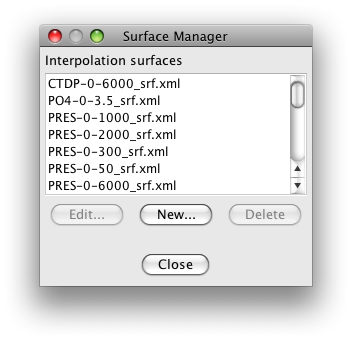 Surface Manager
Interpolation surfaces
CTDP-0-6000_srf.xml
PO4-0-3.5_srf.xml
PRES-0-1000_srf.xml
PRES-0-2000_srf.xml
PRES-0-300_srf.xml
PRES-0-50_srf.xml
PRES-0-6000_srf.xml
Edit... New... Delete
Close